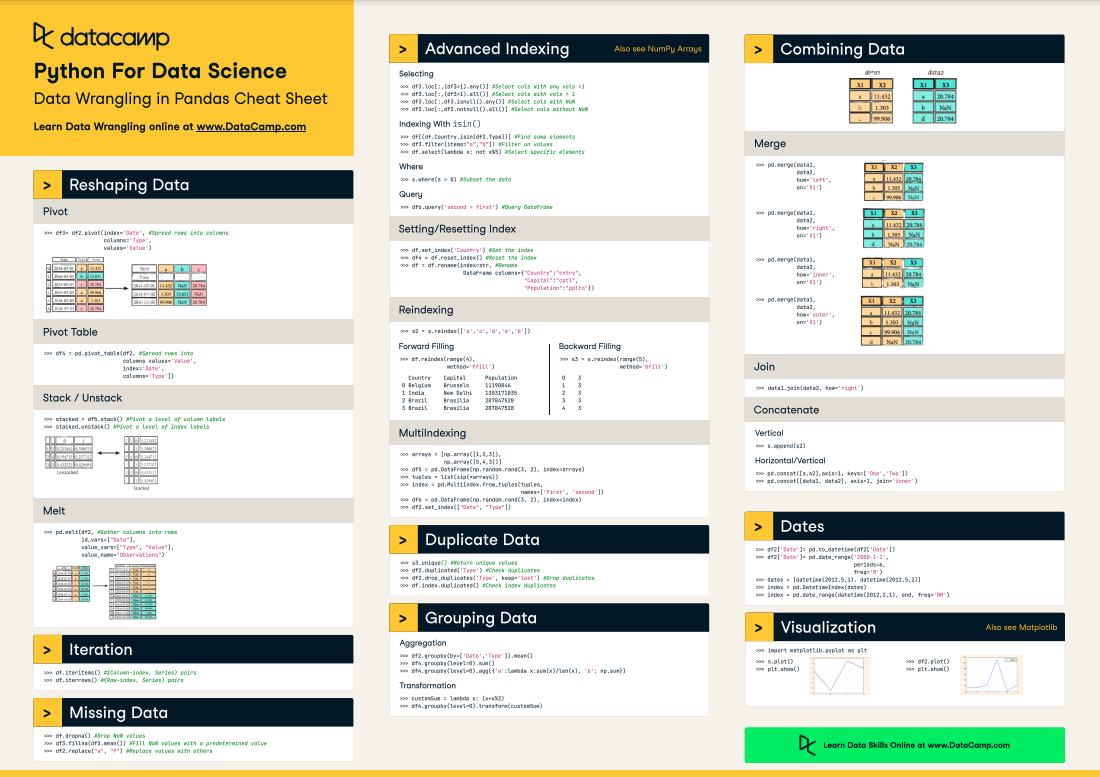 datacamp
Python For Data Science
Data Wrangling in Pandas Cheat Sheet
Learn Data Wrangling online at www.DataCamp.com
> Reshaping Data
Pivot
>>> df3= df2.pivot(index='Date', #Spread rows into columns
columns='Type',
values='Value')
Pivot Table
>>> df4 = pd.pivot_table(df2, #Spread rows into
columns values='Value',
index='Date',
columns='Type'])
Stack / Unstack
>>> stacked = df5.stack() #Pivot a level of column labels
>>> stacked.unstack() #Pivot a level of index labels
Unstacked
Stacked
Melt
>>> pd.melt(df2, #Gather columns into rows
id_vars=["Date"],
value_vars=["Type", "Value"],
value_name="Observations")
> Iteration
>>> df.iteritems() #(Column-index, Series) pairs
>>> df.iterrows() #(Row-index, Series) pairs
> Missing Data
>>> df.dropna() #Drop NaN values
>>> df3.fillna(df3.mean()) #Fill NaN values with a predetermined value
>>> df2.replace("a", "f") #Replace values with others
> Advanced Indexing Also see NumPy Arrays
Selecting
>>> df3.loc[:,(df3>1).any()] #Select cols with any vals >1
>>> df3.loc[:,(df3>1).all()] #Select cols with vals > 1
>>> df3.loc[:,df3.isnull().any()] #Select cols with NaN
>>> df3.loc[:,df3.notnull().all()] #Select cols without NaN
Indexing With isin()
>>> df[(df.Country.isin(df2.Type))] #Find same elements
>>> df3.filter(items="a","b"]) #Filter on values
>>> df.select(lambda x: not x%5) #Select specific elements
Where
>>> s.where(s > 0) #Subset the data
Query
>>> df6.query('second > first') #Query DataFrame
Setting/Resetting Index
>>> df.set_index('Country') #Set the index
>>> df4 = df.reset_index() #Reset the index
>>> df = df.rename(index=str, #Rename
DataFrame columns={"Country":"cntry",
"Capital":"cptl",
"Population":"ppltn"})
Reindexing
>>> s2 = s.reindex(['a','c','d','e','b'])
Forward Filling
>>> df.reindex(range(4),
method='ffill')
Country Capital Population
0 Belgium Brussels 11190846
1 India New Delhi 1303171035
2 Brazil Brasília 207847528
3 Brazil Brasília 207847528
Backward Filling
>>> s3 = s.reindex(range(5),
method='bfill')
0 3
1 3
2 3
3 3
4 3
MultiIndexing
>>> arrays = [np.array([1,2,3]),
np.array([5,4,3])]
>>> df5 = pd.DataFrame(np.random.rand(3, 2), index=arrays)
>>> tuples = list(zip(*arrays))
>>> index = pd.MultiIndex.from_tuples(tuples,
names=['first', 'second'])
>>> df6 = pd.DataFrame(np.random.rand(3, 2), index=index)
>>> df2.set_index(["Date", "Type"])
> Duplicate Data
>>> s3.unique() #Return unique values
>>> df2.duplicated('Type') #Check duplicates
>>> df2.drop_duplicates('Type', keep='last') #Drop duplicates
>>> df.index.duplicated() #Check index duplicates
> Grouping Data
Aggregation
>>> df2.groupby(by=['Date','Type']).mean()
>>> df4.groupby(level=0).sum()
>>> df4.groupby(level=0).agg({'a':lambda x:sum(x)/len(x), 'b': np.sum})
Transformation
>>> customSum = lambda x: (x+x%2)
>>> df4.groupby(level=0).transform(customSum)
> Combining Data
data1 data2
X1 X2 X1 X3
a 11.432 a 20.784
b 1.303 b NaN
c 99.906 d 20.784
Merge
>>> pd.merge(data1,
data2,
how='left',
on='X1')
X1 X2 X3
a 11.432 20.784
b 1.303 NaN
c 99.906 NaN
>>> pd.merge(data1,
data2,
how='right',
on='X1')
X1 X2 X3
a 11.432 20.784
b 1.303 NaN
d NaN 20.784
>>> pd.merge(data1,
data2,
how='inner',
on='X1')
X1 X2 X3
a 11.432 20.784
b 1.303 NaN
>>> pd.merge(data1,
data2,
how='outer',
on='X1')
X1 X2 X3
a 11.432 20.784
b 1.303 NaN
c 99.906 NaN
d NaN 20.784
Join
>>> data1.join(data2, how='right')
Concatenate
Vertical
>>> s.append(s2)
Horizontal/Vertical
>>> pd.concat([s,s2],axis=1, keys=['One','Two'])
>>> pd.concat([data1, data2], axis=1, join='inner')
> Dates
>>> df2['Date']= pd.to_datetime(df2['Date'])
>>> df2['Date']= pd.date_range('2000-1-1',
periods=6,
freq='M')
>>> dates = [datetime(2012,5,1), datetime(2012,5,2)]
>>> index = pd.DatetimeIndex(dates)
>>> index = pd.date_range(datetime(2012,2,1), end, freq='BM')
> Visualization Also see Matplotlib
>>> import matplotlib.pyplot as plt
>>> s.plot()
>>> plt.show()
>>> df2.plot()
>>> plt.show()
Learn Data Skills Online at www.DataCamp.com